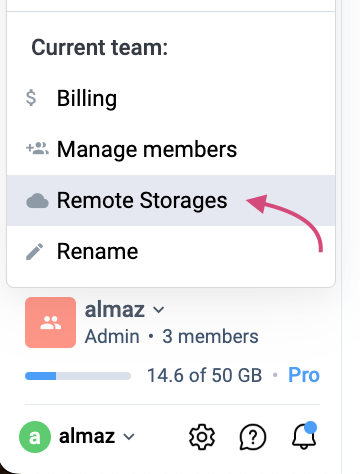 Current team:
$ Billing
Manage members
Remote Storages
Rename
almaz
Admin • 3 members
14.6 of 50 GB • Pro
a almaz
?